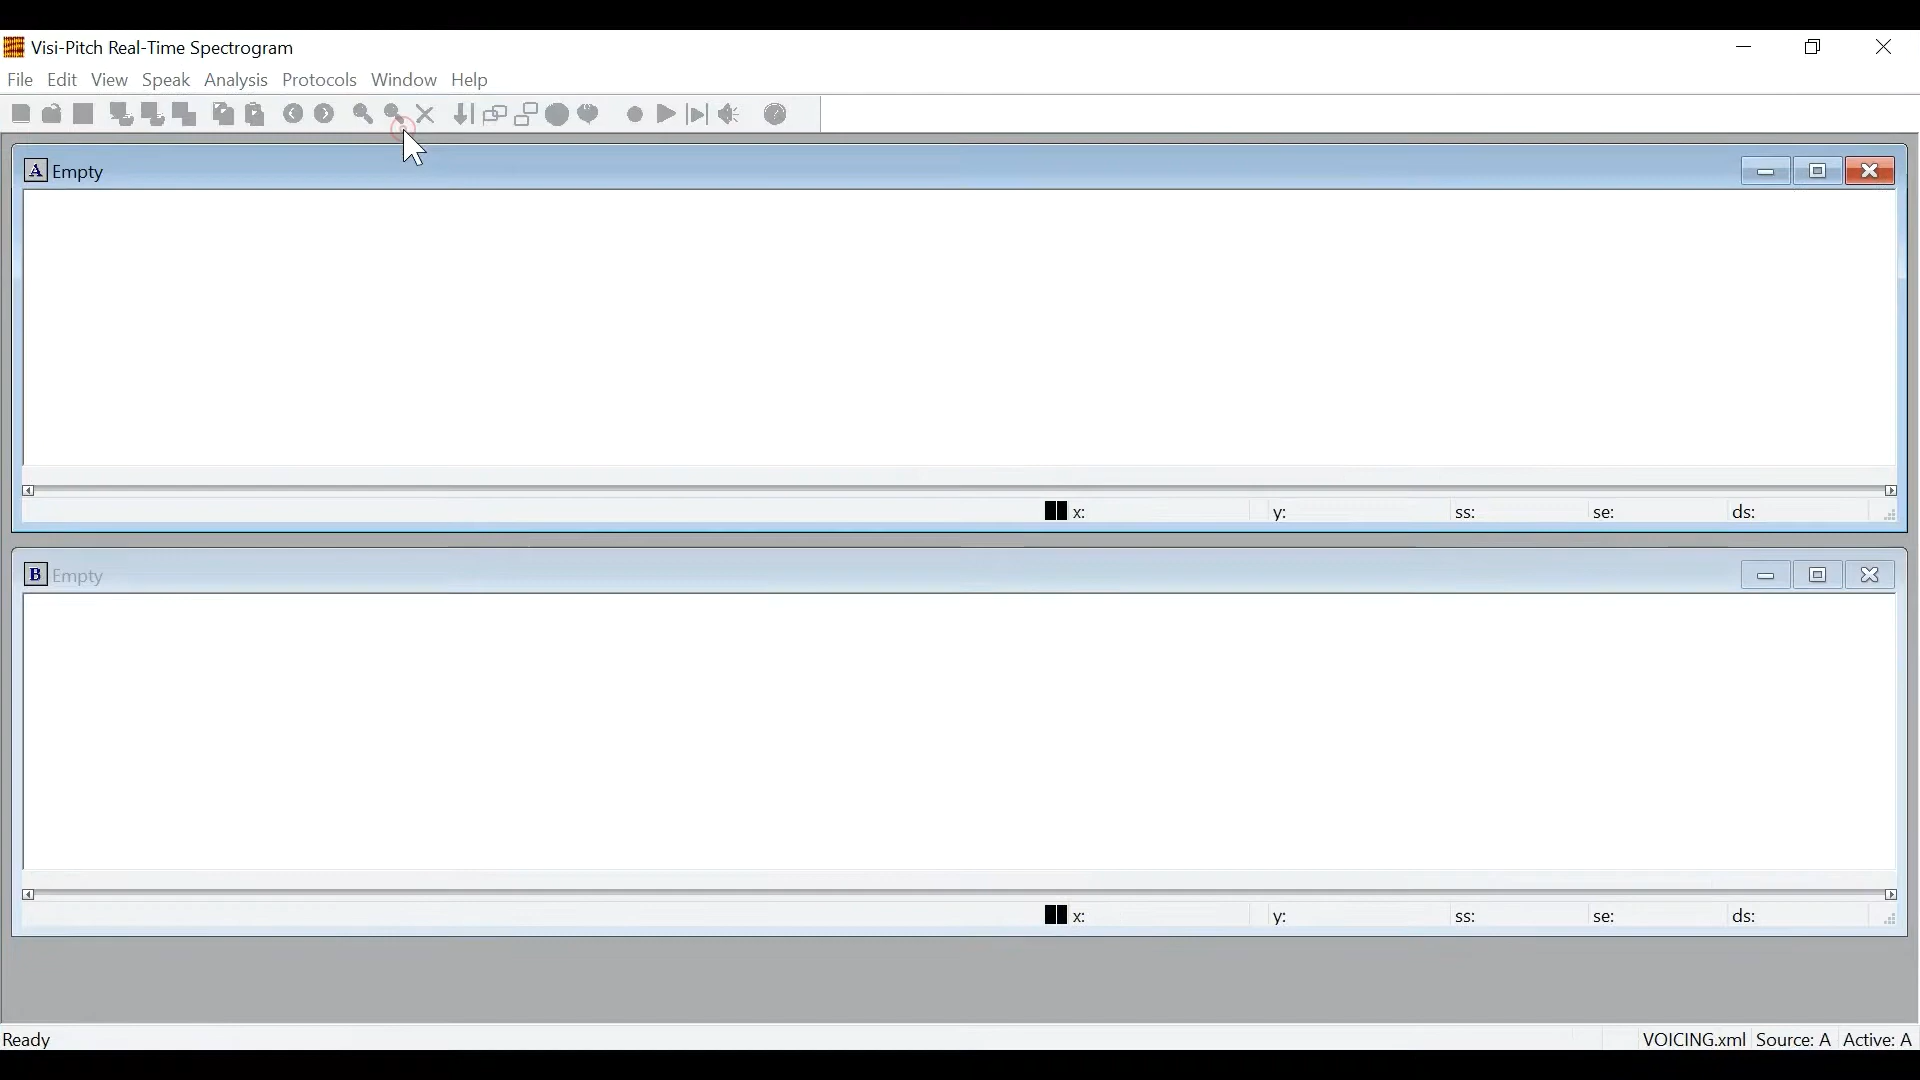 Visi-Pitch Real-Time Spectrogram
File Edit View Speak Analysis Protocols Window Help
A Empty
x: y: ss: se: ds:
B Empty
x: y: ss: se: ds:
Ready VOICING.xml Source: A Active: A